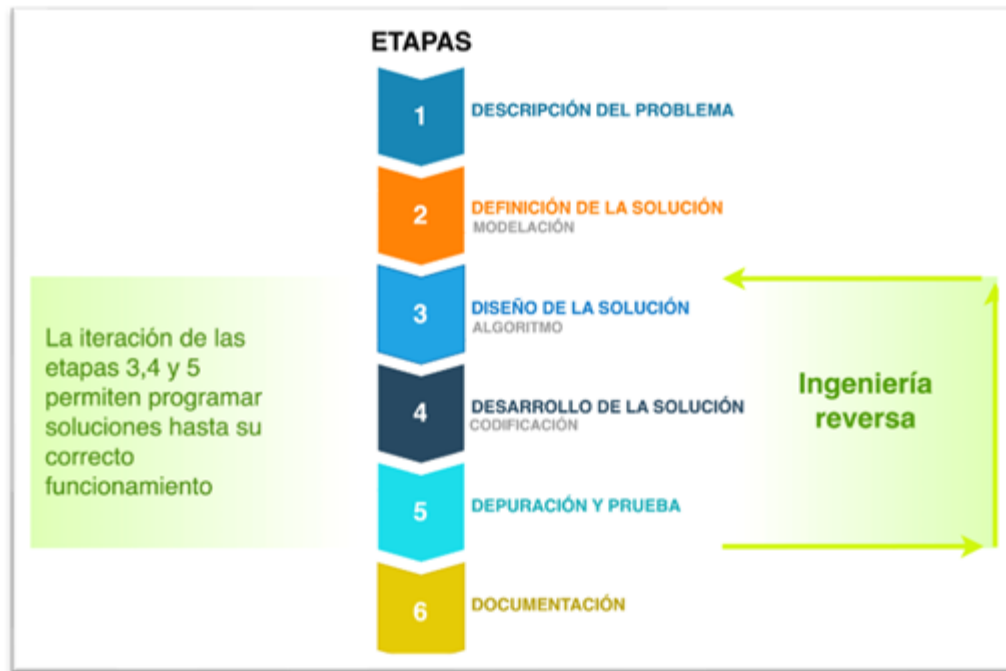 ETAPAS
1
DESCRIPCIÓN DEL PROBLEMA
2
DEFINICIÓN DE LA SOLUCIÓN
MODELACIÓN
3
DISEÑO DE LA SOLUCIÓN
ALGORITMO
4
DESARROLLO DE LA SOLUCIÓN
CODIFICACIÓN
5
DEPURACIÓN Y PRUEBA
6
DOCUMENTACIÓN
La iteración de las
etapas 3,4 y 5
permiten programar
soluciones hasta su
correcto
funcionamiento
Ingeniería
reversa